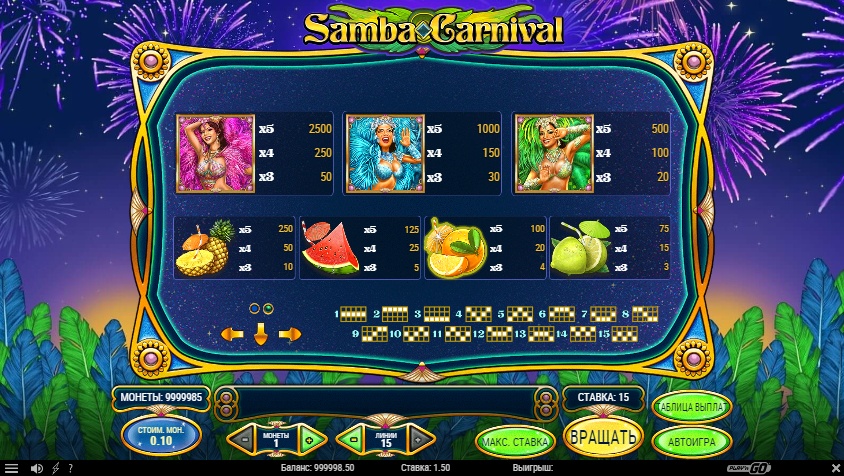 Samba Carnival
x5 2500 x5 1000 x5 500
x4 250 x4 150 x4 100
x3 50 x3 30 x3 20
x5 250 x5 125 x5 100 x5 75
x4 50 x4 25 x4 20 x4 15
x3 10 x3 5 x3 4 x3 3
1 2 3 4 5 6 7 8
9 10 11 12 13 14 15
МОНЕТЫ: 9999985
СТАВКА: 15
ТАБЛИЦА ВЫПЛАТ
СТОИМ. МОН.
0.10
- МОНЕТЫ +
1
- ЛИНИИ +
15
МАКС. СТАВКА
ВРАЩАТЬ
АВТОИГРА
? Баланс: 999998.50 Ставка: 1.50 Выигрыш: PLAY'N GO